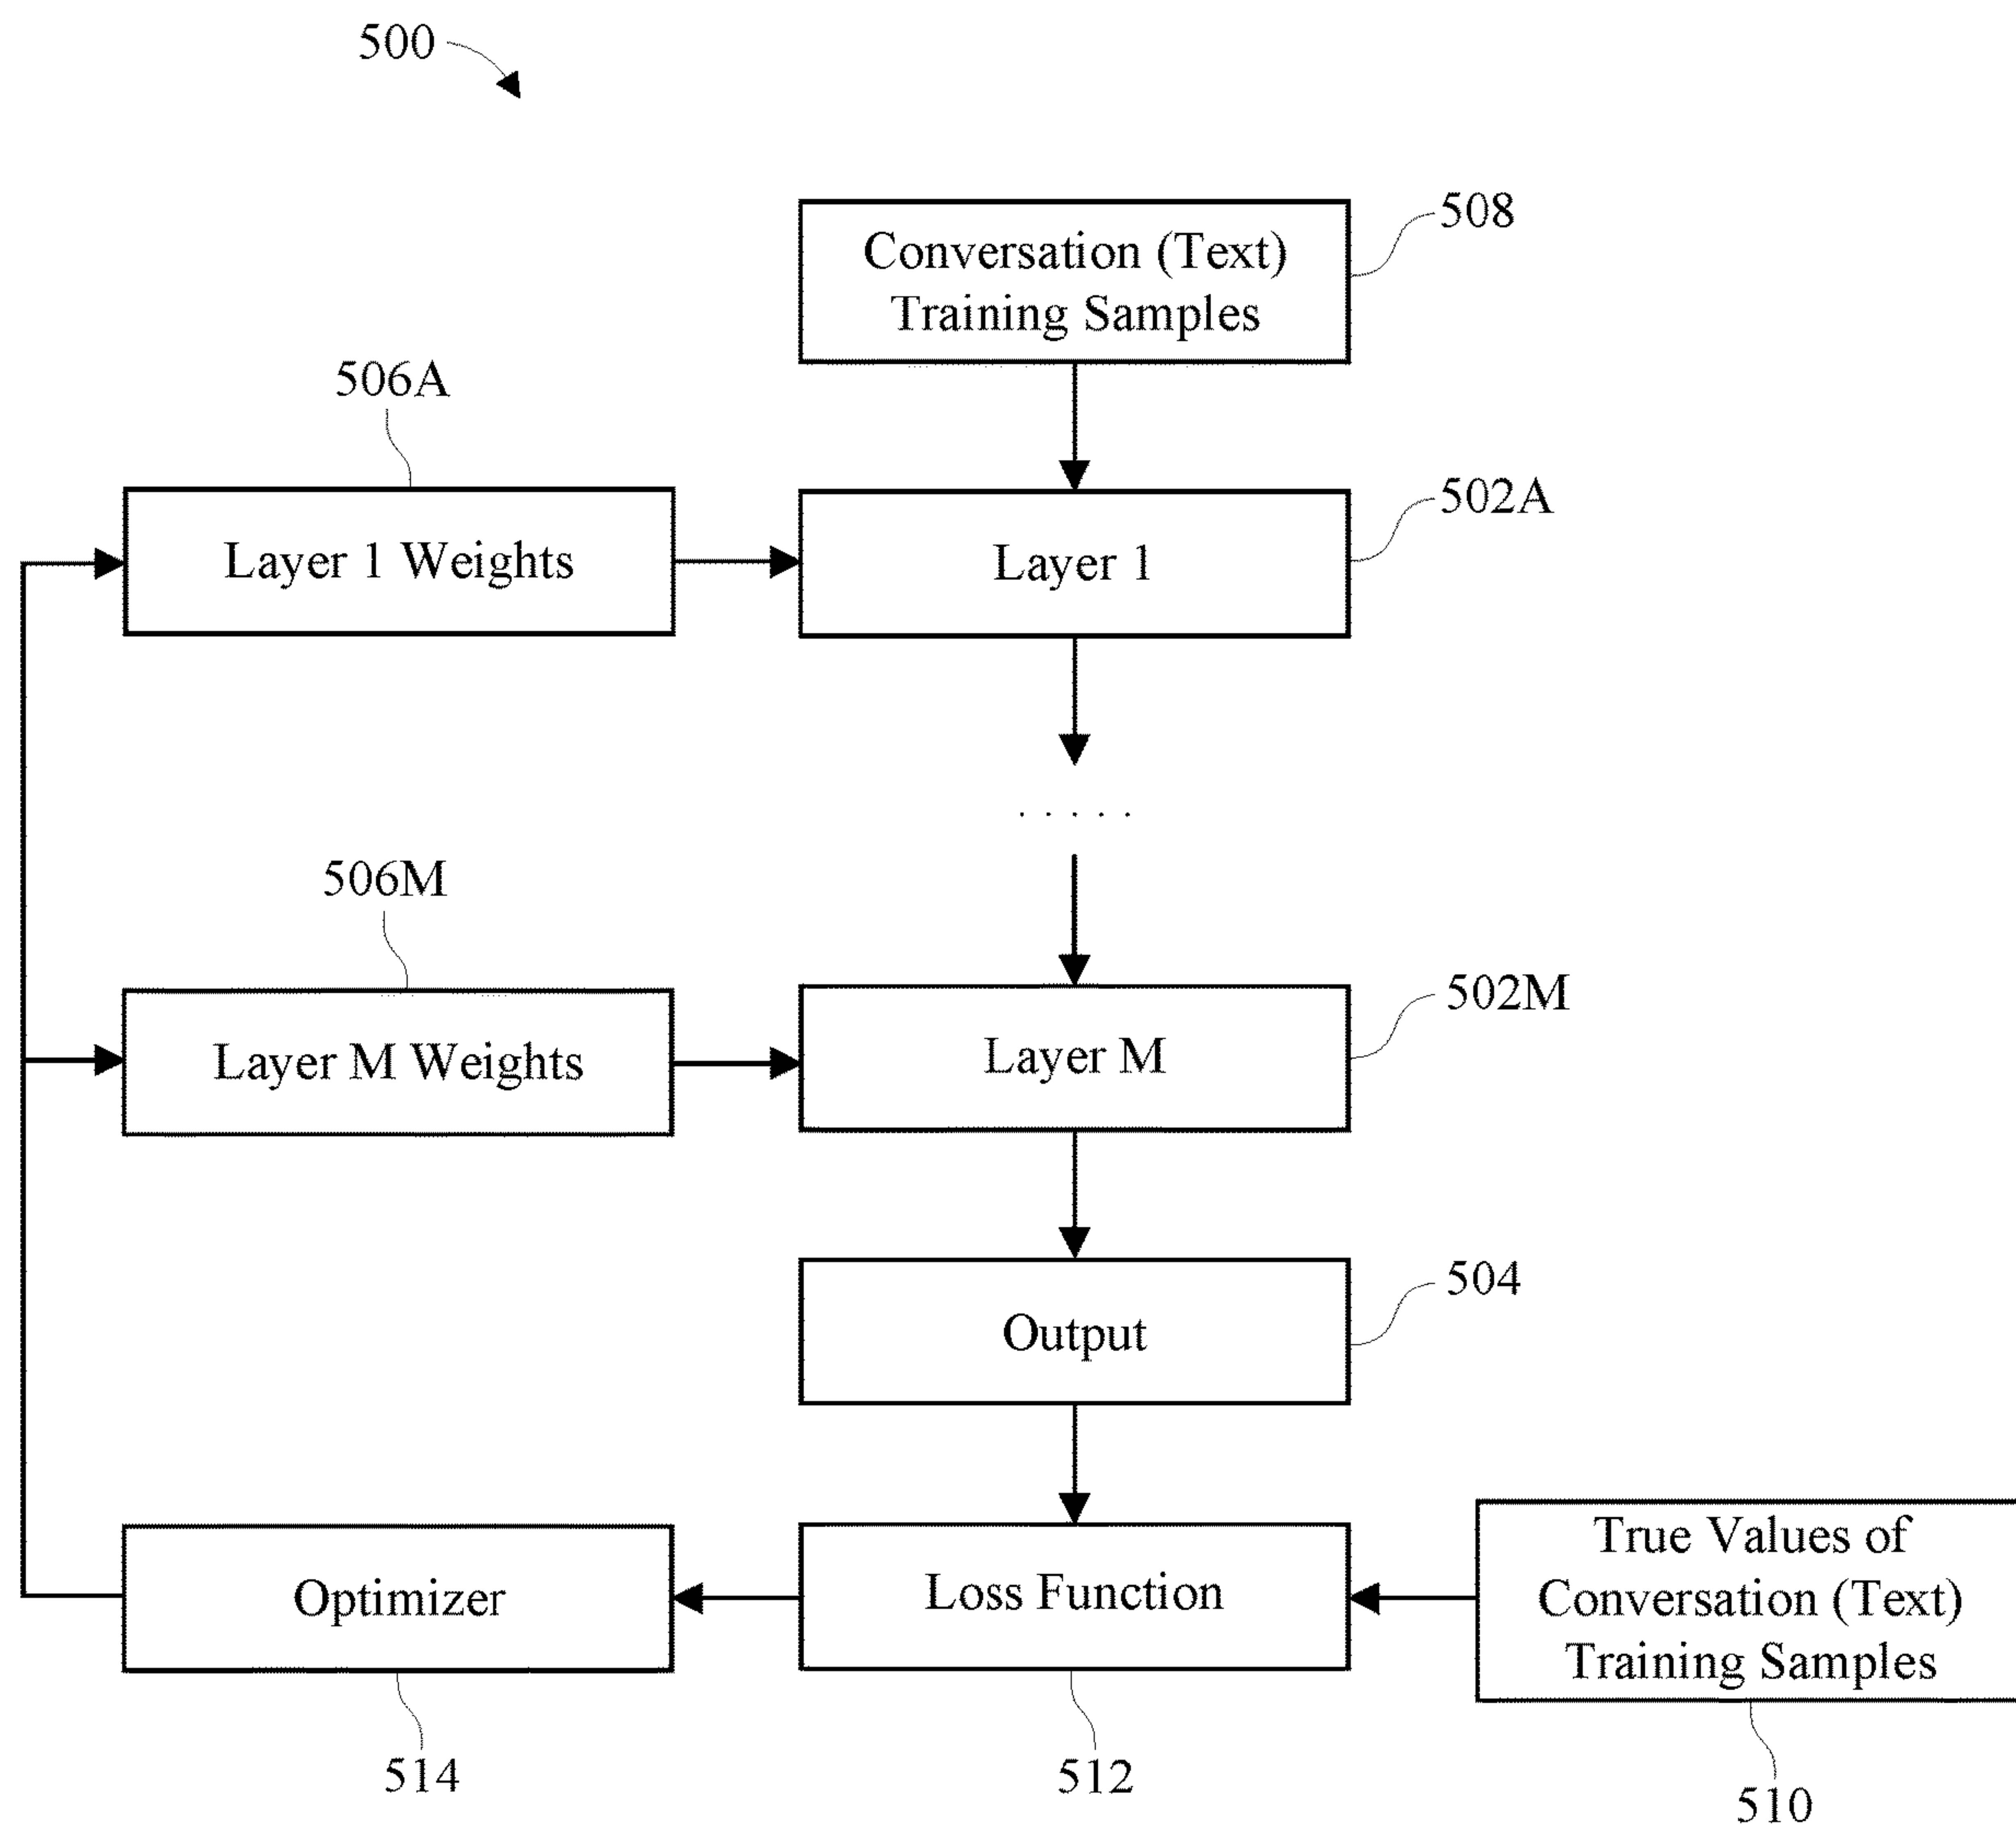 500
508
Conversation (Text)
Training Samples
506A
502A
Layer 1 Weights
Layer 1
. . . . .
506M
502M
Layer M Weights
Layer M
504
Output
True Values of
Conversation (Text)
Training Samples
Optimizer
Loss Function
514
512
510